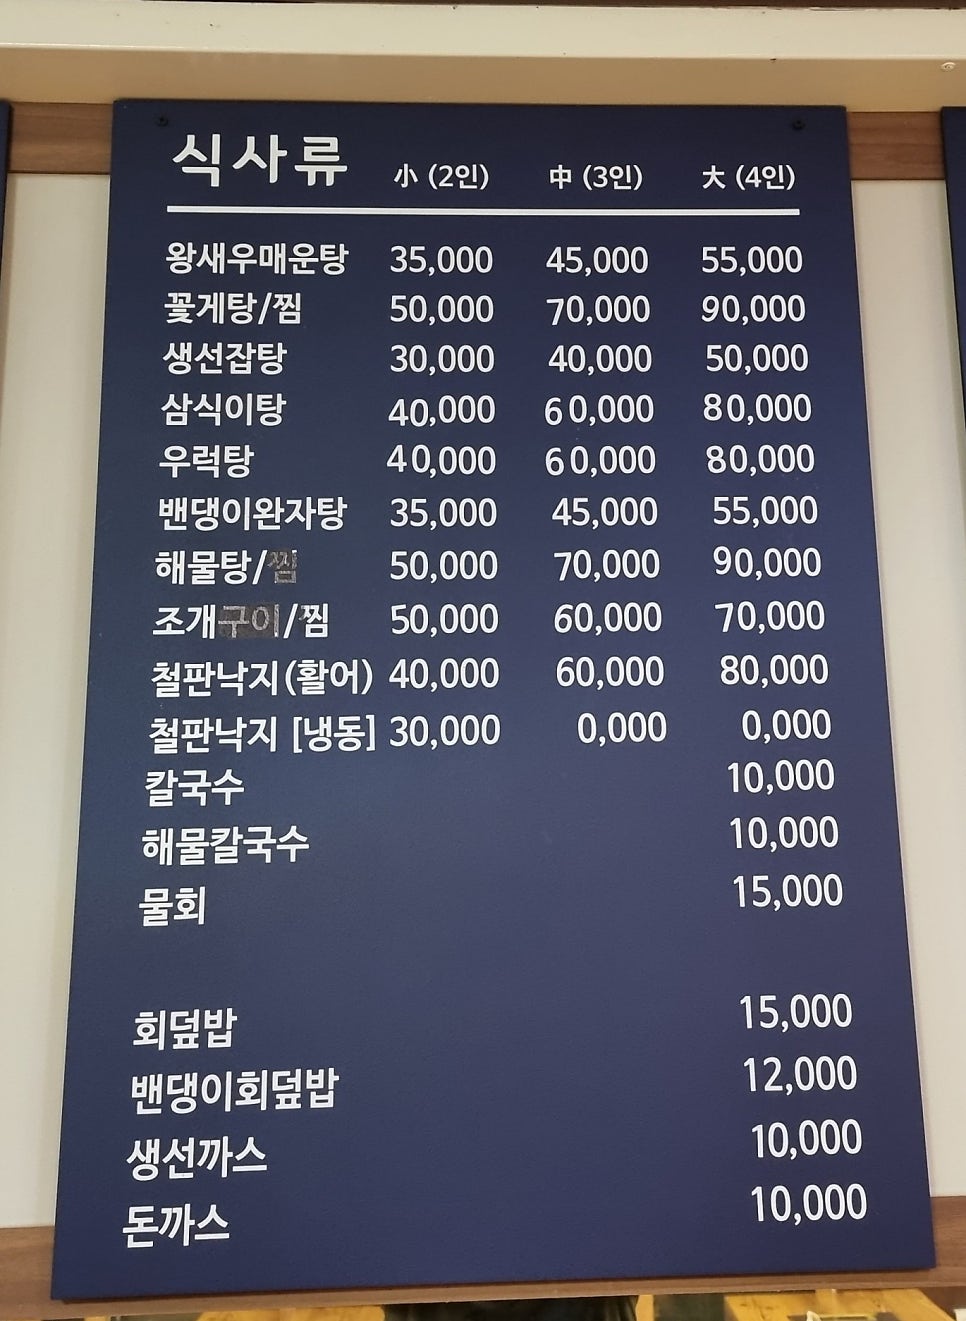 식사류 小 (2인) 中 (3인) 大 (4인)
왕새우매운탕 35,000 45,000 55,000
꽃게탕/찜 50,000 70,000 90,000
생선잡탕 30,000 40,000 50,000
삼식이탕 40,000 60,000 80,000
우럭탕 40,000 60,000 80,000
밴댕이완자탕 35,000 45,000 55,000
해물탕/찜 50,000 70,000 90,000
조개구이/찜 50,000 60,000 70,000
철판낙지(활어) 40,000 60,000 80,000
철판낙지 [냉동] 30,000 0,000 0,000
칼국수 10,000
해물칼국수 10,000
물회 15,000
회덮밥 15,000
밴댕이회덮밥 12,000
생선까스 10,000
돈까스 10,000